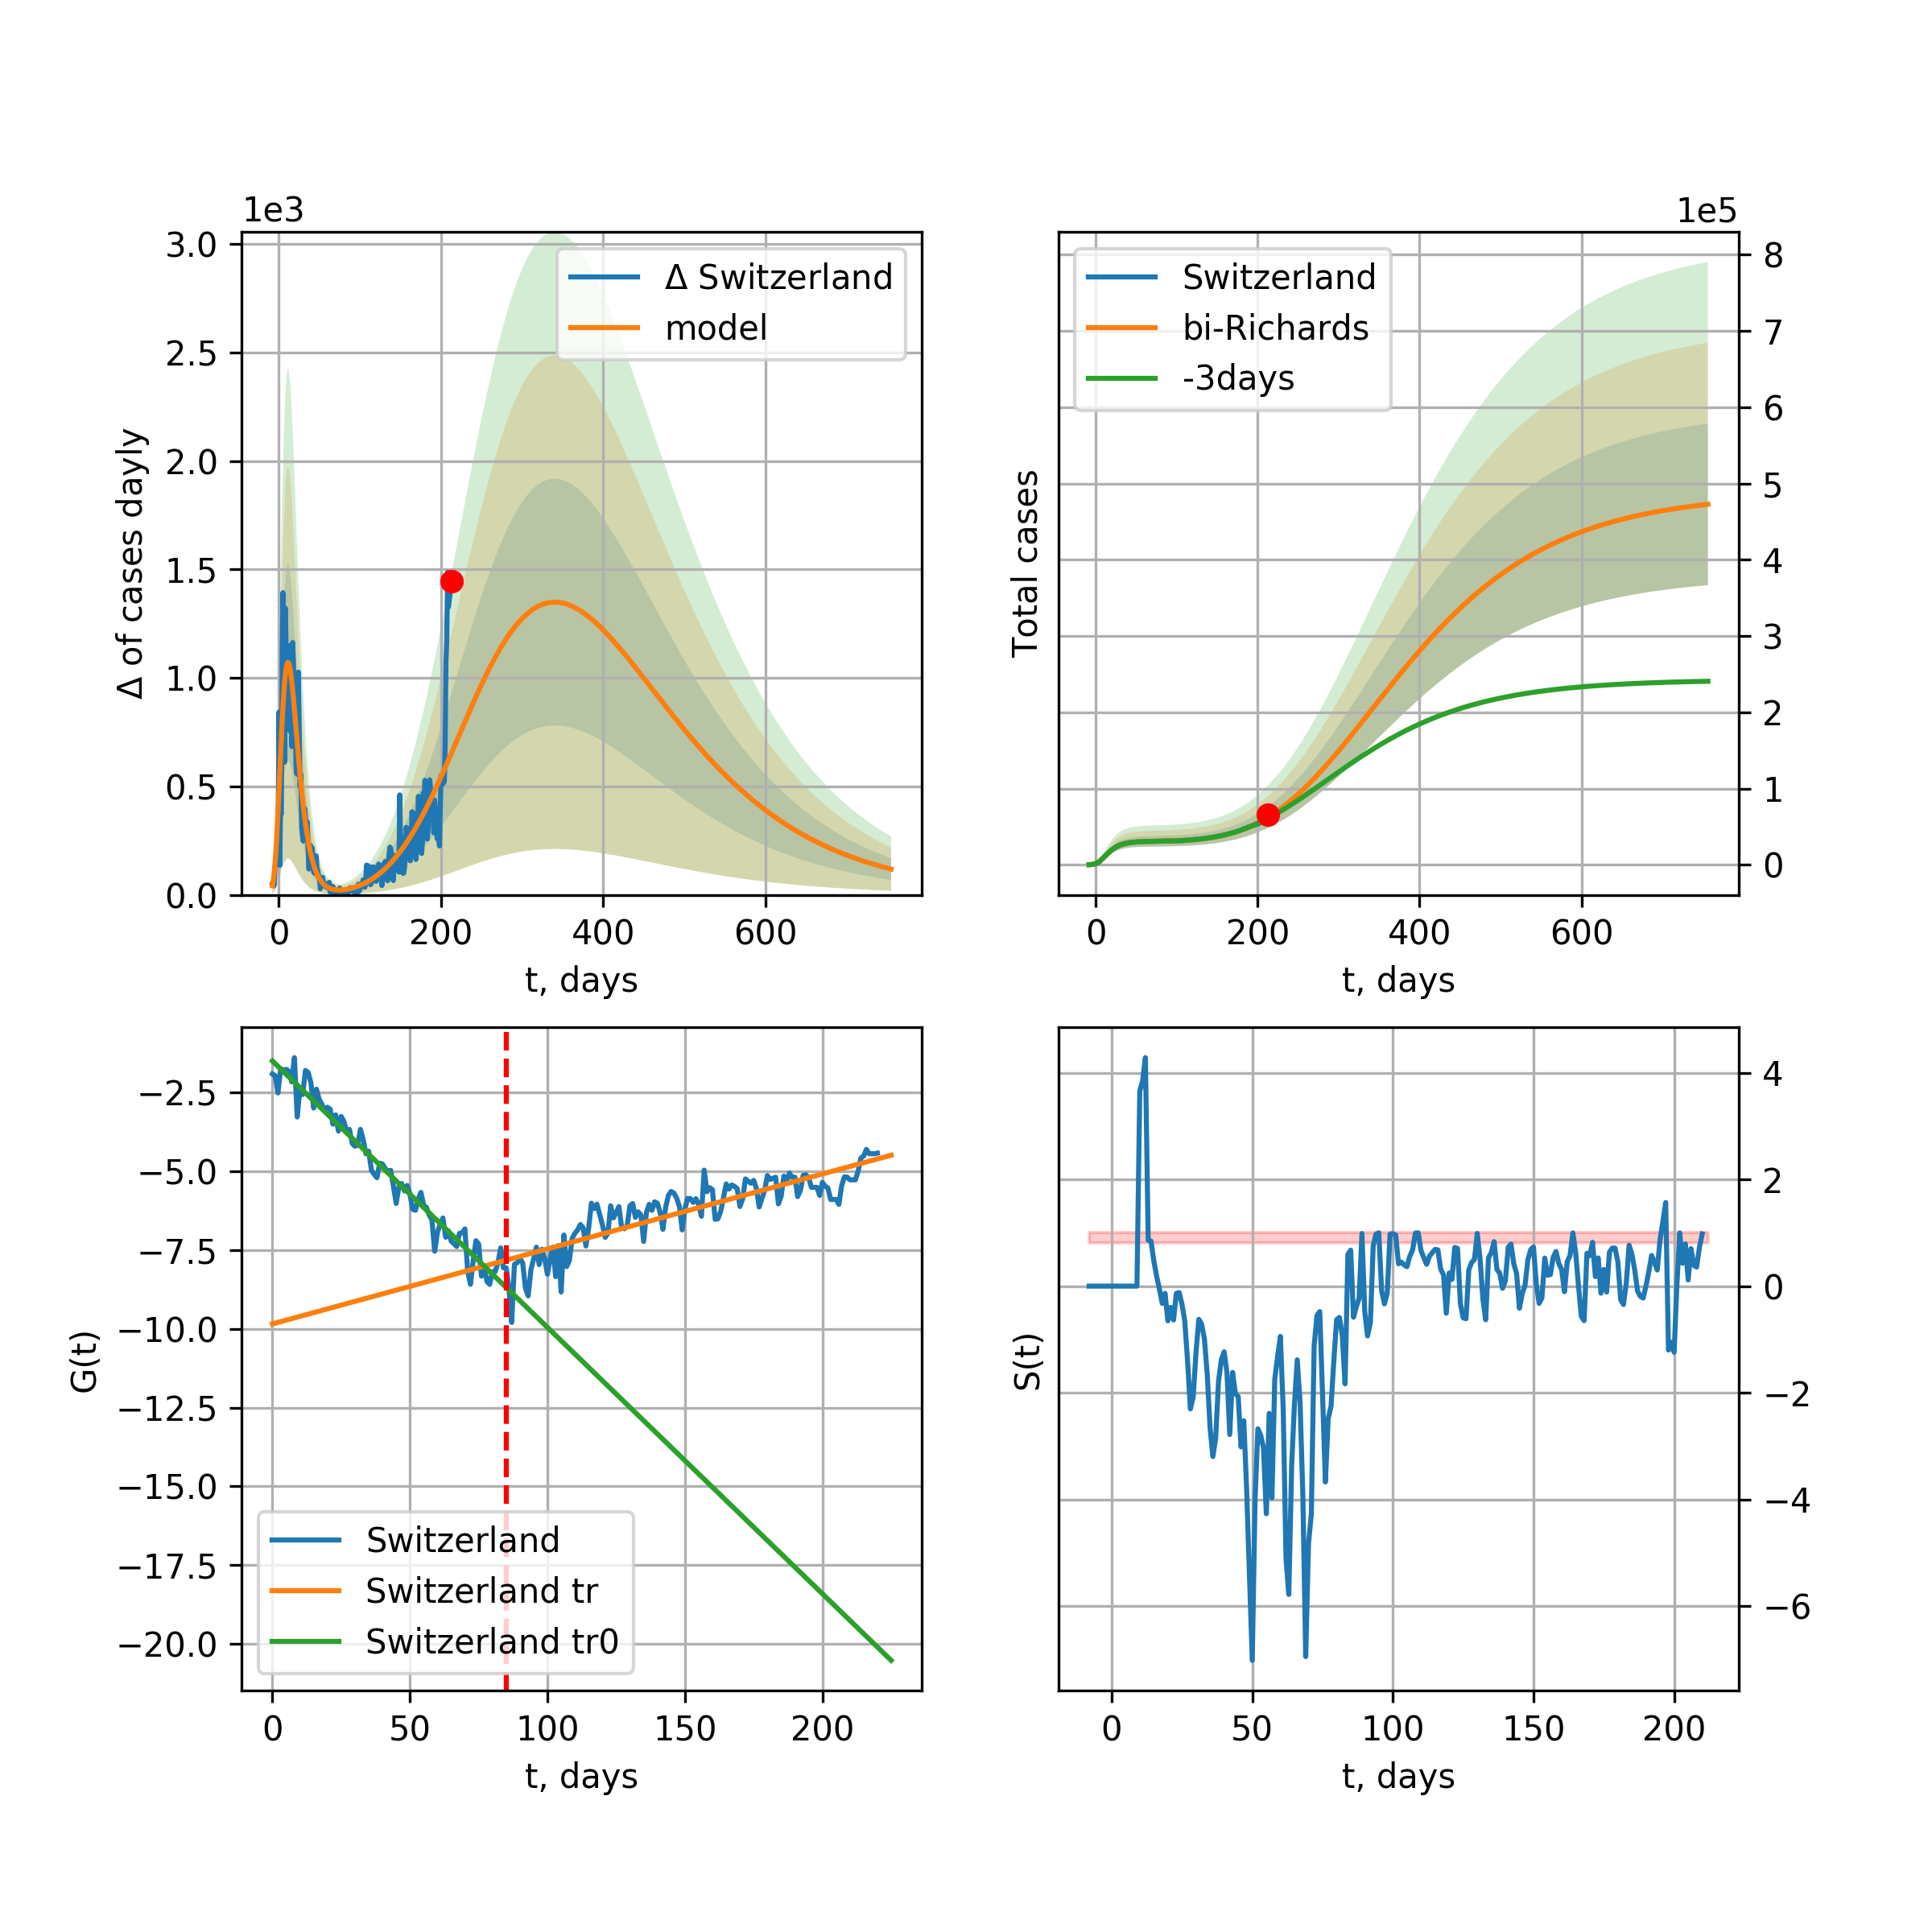 1e3
3.0
2.5
2.0
1.5
1.0
0.5
0.0
Δ of cases dayly
Δ Switzerland
model
0 200 400 600
t, days
1e5
8
7
6
5
4
3
2
1
0
Total cases
Switzerland
bi-Richards
-3days
0 200 400 600
t, days
−2.5
−5.0
−7.5
−10.0
−12.5
−15.0
−17.5
−20.0
G(t)
Switzerland
Switzerland tr
Switzerland tr0
0 50 100 150 200
t, days
4
2
0
−2
−4
−6
S(t)
0 50 100 150 200
t, days